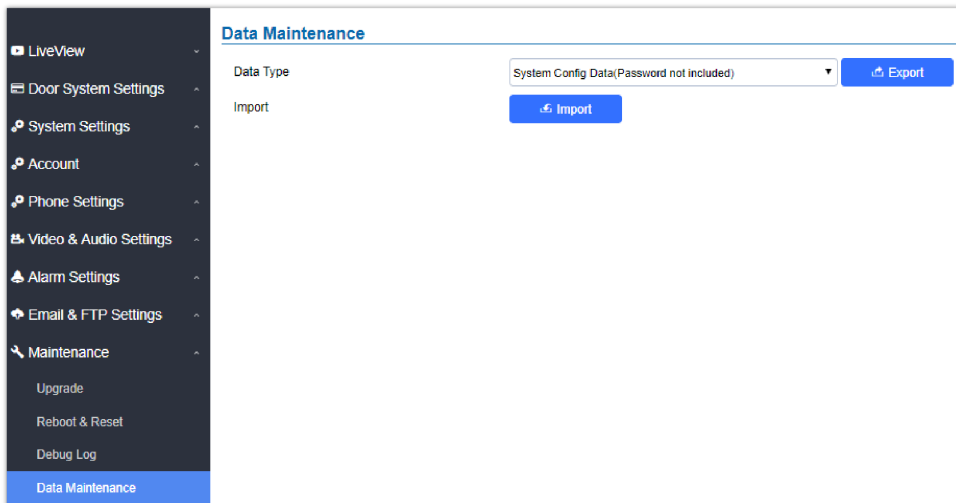 Data Maintenance
LiveView
Door System Settings
System Settings
Account
Phone Settings
Video & Audio Settings
Alarm Settings
Email & FTP Settings
Maintenance
Upgrade
Reboot & Reset
Debug Log
Data Maintenance
Data Type System Config Data(Password not included) Export
Import Import